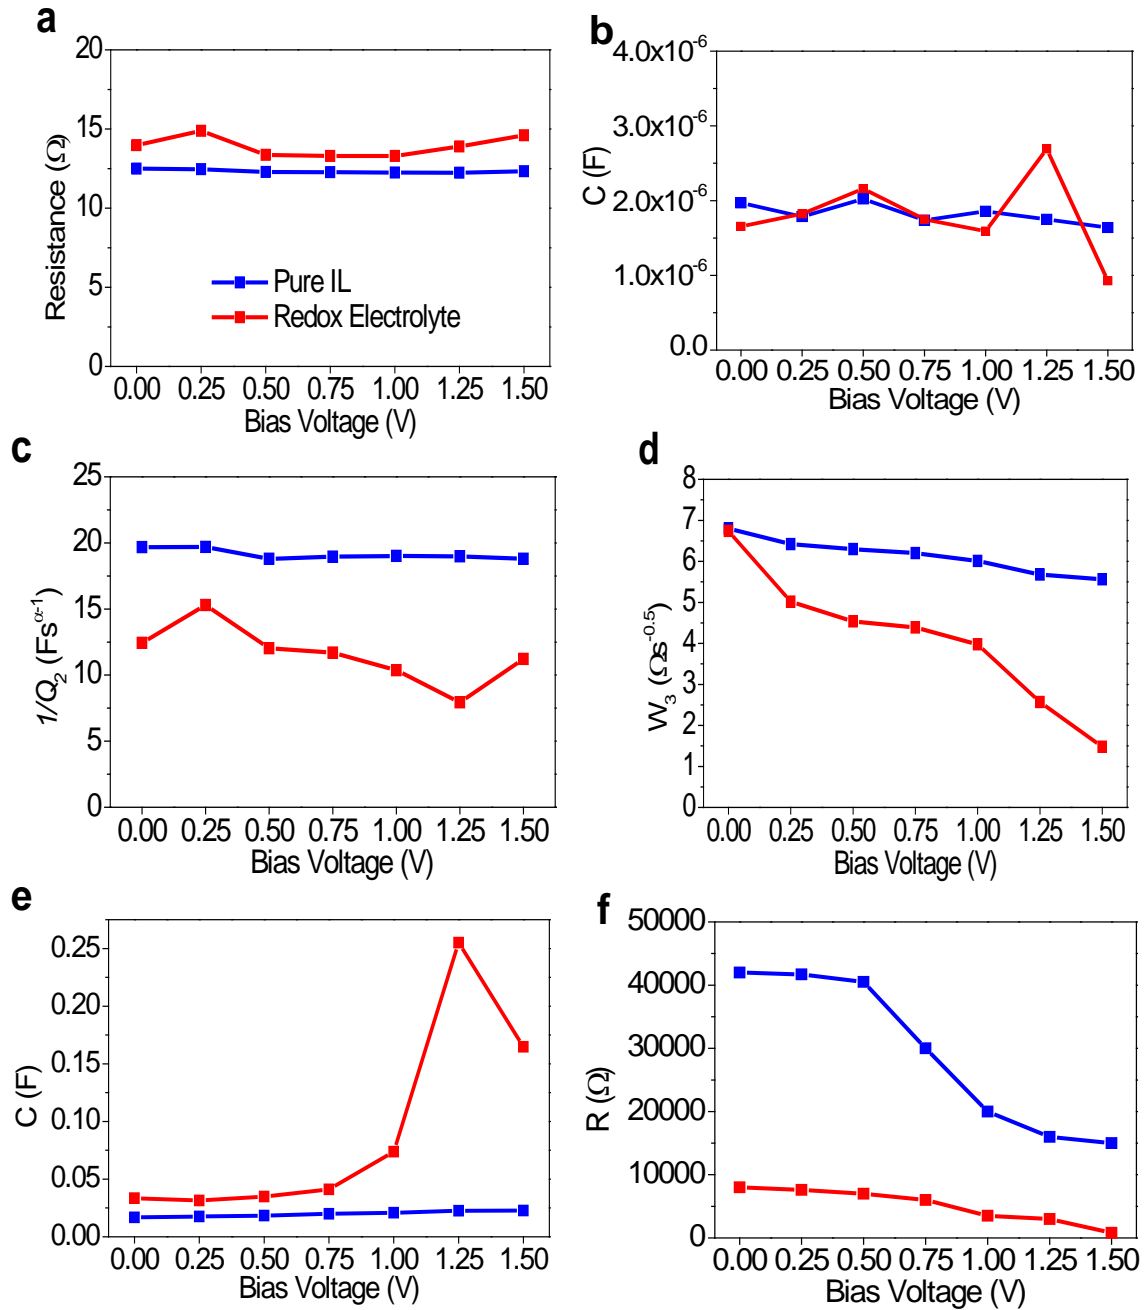 a
20
15
10
5
0
Resistance (Ω)
Pure IL
Redox Electrolyte
0.00 0.25 0.50 0.75 1.00 1.25 1.50
Bias Voltage (V)
b
4.0x10⁻⁶
3.0x10⁻⁶
2.0x10⁻⁶
1.0x10⁻⁶
0.0
C (F)
0.00 0.25 0.50 0.75 1.00 1.25 1.50
Bias Voltage (V)
c
25
20
15
10
5
0
1/Q₂ (Fsᵅ⁻¹)
0.00 0.25 0.50 0.75 1.00 1.25 1.50
Bias Voltage (V)
d
8
7
6
5
4
3
2
1
0
W₃ (Ωs⁻⁰·⁵)
0.00 0.25 0.50 0.75 1.00 1.25 1.50
Bias Voltage (V)
e
0.25
0.20
0.15
0.10
0.05
0.00
C (F)
0.00 0.25 0.50 0.75 1.00 1.25 1.50
Bias Voltage (V)
f
50000
40000
30000
20000
10000
0
R (Ω)
0.00 0.25 0.50 0.75 1.00 1.25 1.50
Bias Voltage (V)